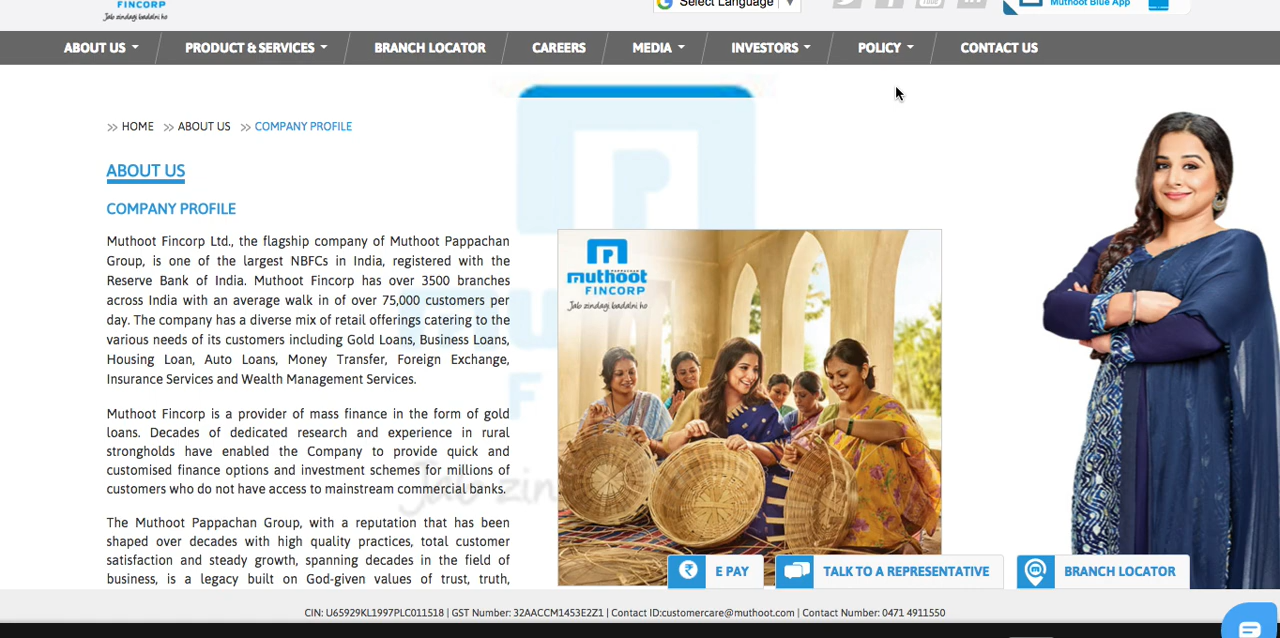 FINCORP
Jab zindagi badalni ho
Select Language
Muthoot Blue App
ABOUT US
PRODUCT & SERVICES
BRANCH LOCATOR
CAREERS
MEDIA
INVESTORS
POLICY
CONTACT US
HOME
ABOUT US
COMPANY PROFILE
ABOUT US
COMPANY PROFILE
Muthoot Fincorp Ltd., the flagship company of Muthoot Pappachan
Group, is one of the largest NBFCs in India, registered with the
Reserve Bank of India. Muthoot Fincorp has over 3500 branches
across India with an average walk in of over 75,000 customers per
day. The company has a diverse mix of retail offerings catering to the
various needs of its customers including Gold Loans, Business Loans,
Housing Loan, Auto Loans, Money Transfer, Foreign Exchange,
Insurance Services and Wealth Management Services.
Muthoot Fincorp is a provider of mass finance in the form of gold
loans. Decades of dedicated research and experience in rural
strongholds have enabled the Company to provide quick and
customised finance options and investment schemes for millions of
customers who do not have access to mainstream commercial banks.
The Muthoot Pappachan Group, with a reputation that has been
shaped over decades with high quality practices, total customer
satisfaction and steady growth, spanning decades in the field of
business, is a legacy built on God-given values of trust, truth,
muthoot
PAPPACHAN
FINCORP
Jab zindagi badalni ho
E PAY
TALK TO A REPRESENTATIVE
BRANCH LOCATOR
CIN: U65929KL1997PLC011518 | GST Number: 32AACCM1453E2Z1 | Contact ID:customercare@muthoot.com | Contact Number: 0471 4911550